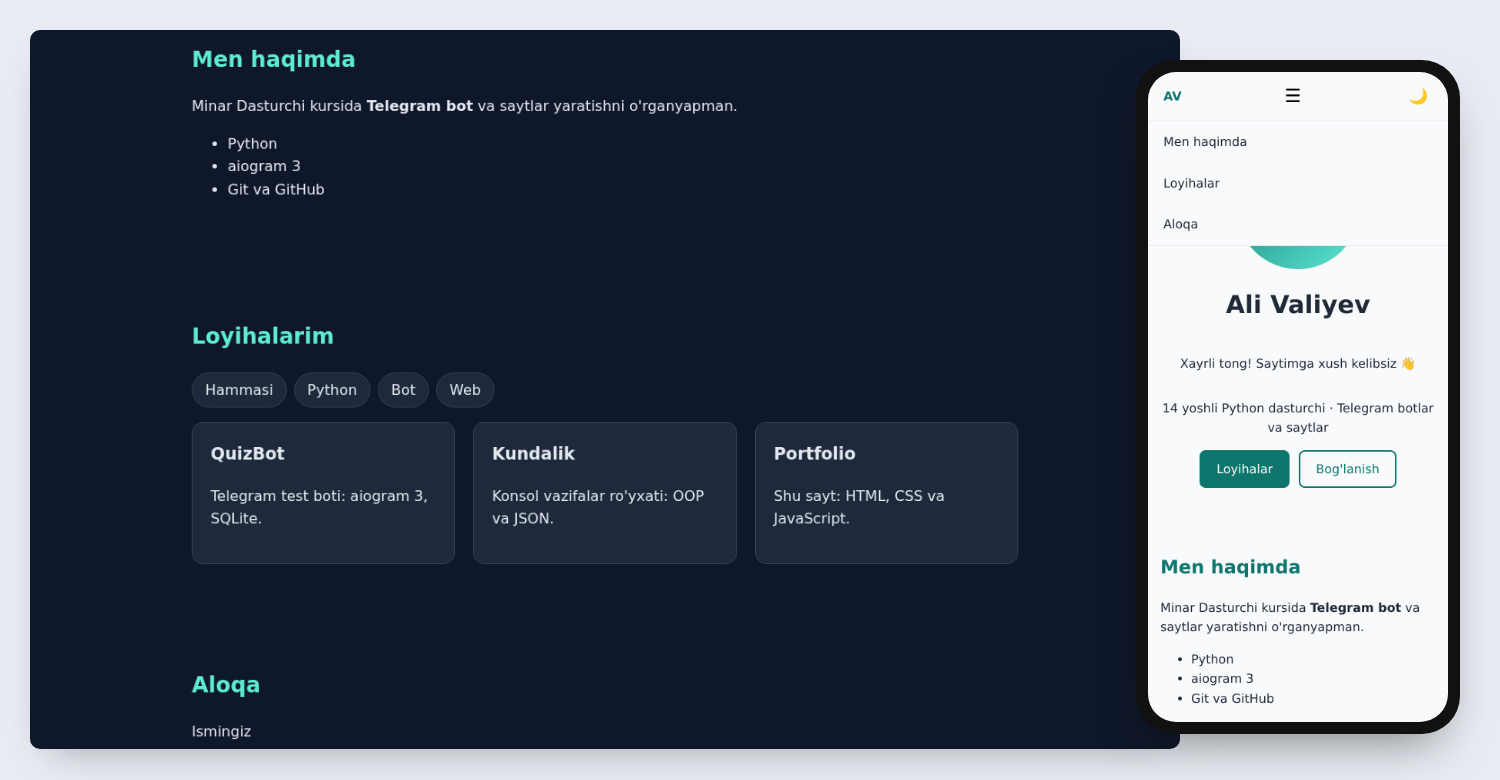 Men haqimda
Minar Dasturchi kursida Telegram bot va saytlar yaratishni o'rganyapman.
• Python
• aiogram 3
• Git va GitHub
Loyihalarim
Hammasi Python Bot Web
QuizBot
Telegram test boti: aiogram 3,
SQLite.
Kundalik
Konsol vazifalar ro'yxati: OOP
va JSON.
Portfolio
Shu sayt: HTML, CSS va
JavaScript.
Aloqa
Ismingiz
AV ☰ 🌙
Men haqimda
Loyihalar
Aloqa
Ali Valiyev
Xayrli tong! Saytimga xush kelibsiz 👋
14 yoshli Python dasturchi · Telegram botlar
va saytlar
Loyihalar Bog'lanish
Men haqimda
Minar Dasturchi kursida Telegram bot va
saytlar yaratishni o'rganyapman.
• Python
• aiogram 3
• Git va GitHub